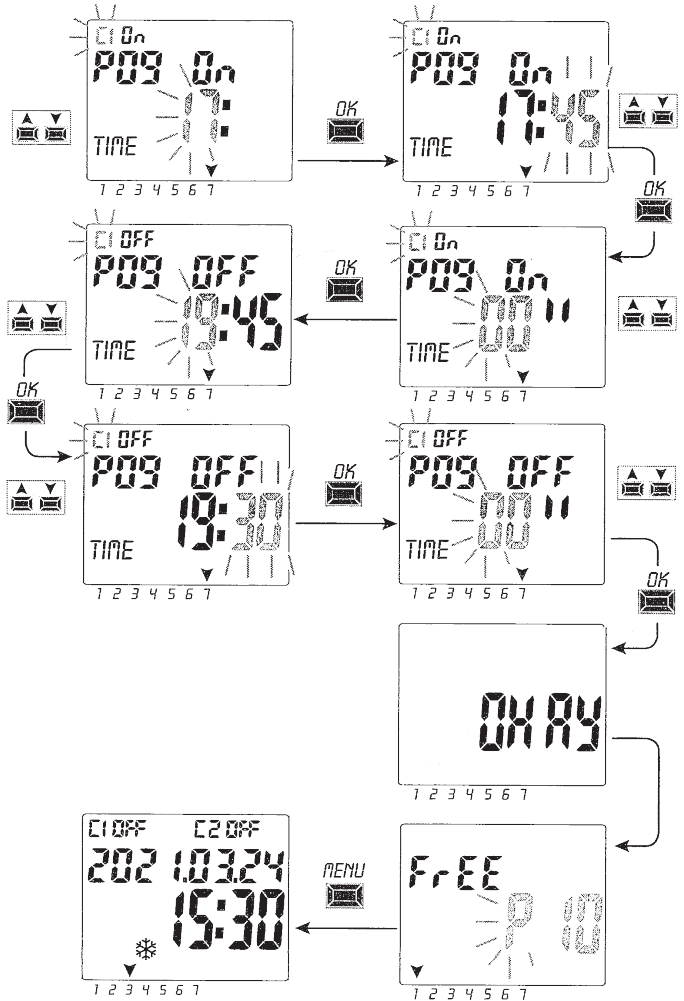 C1 On
P09 On
17:
TIME
1 2 3 4 5 6 7
OK
C1 On
P09 On
17:45
TIME
1 2 3 4 5 6 7
OK
C1 On
P09 On
00"
TIME
1 2 3 4 5 6 7
OK
C1 OFF
P09 OFF
19:45
TIME
1 2 3 4 5 6 7
OK
C1 OFF
P09 OFF
19:30
TIME
1 2 3 4 5 6 7
OK
C1 OFF
P09 OFF
00"
TIME
1 2 3 4 5 6 7
OK
OKAY
1 2 3 4 5 6 7
FrEE
P 10
1 2 3 4 5 6 7
MENU
C1 OFF C2 OFF
2021.03.24
15:30
1 2 3 4 5 6 7